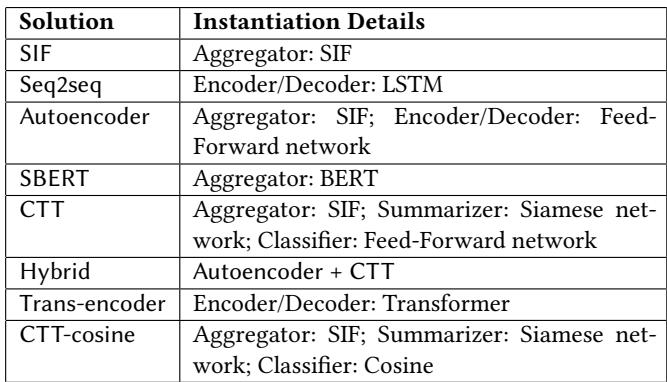 Solution Instantiation Details
SIF Aggregator: SIF
Seq2seq Encoder/Decoder: LSTM
Autoencoder Aggregator: SIF; Encoder/Decoder: Feed-
Forward network
SBERT Aggregator: BERT
CTT Aggregator: SIF; Summarizer: Siamese net-
work; Classifier: Feed-Forward network
Hybrid Autoencoder + CTT
Trans-encoder Encoder/Decoder: Transformer
CTT-cosine Aggregator: SIF; Summarizer: Siamese net-
work; Classifier: Cosine